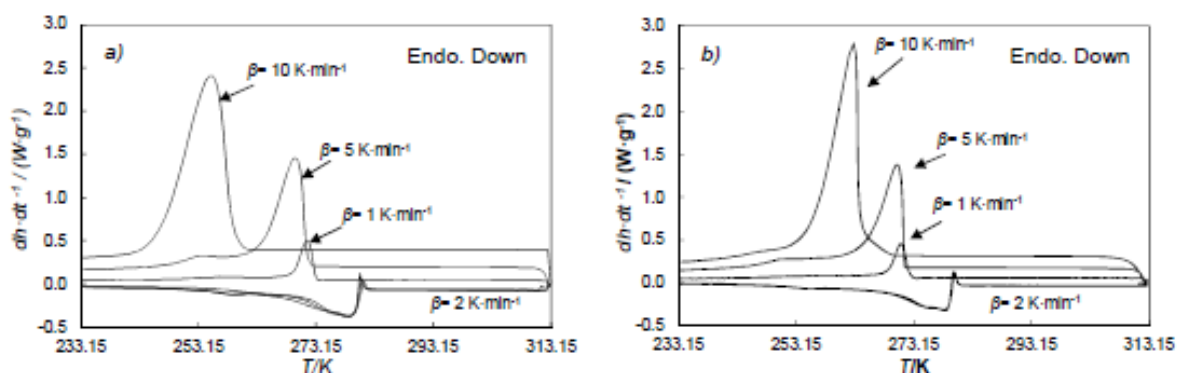 a)
Endo. Down
3.0
2.5
2.0
1.5
1.0
0.5
0.0
-0.5
dh·dt ⁻¹ / (W·g⁻¹)
β= 10 K·min⁻¹
β= 5 K·min⁻¹
β= 1 K·min⁻¹
β= 2 K·min⁻¹
233.15 253.15 273.15 293.15 313.15
T/K
b)
Endo. Down
3.0
2.5
2.0
1.5
1.0
0.5
0.0
-0.5
dh·dt ⁻¹ / (W·g⁻¹)
β= 10 K·min⁻¹
β= 5 K·min⁻¹
β= 1 K·min⁻¹
β= 2 K·min⁻¹
233.15 253.15 273.15 293.15 313.15
T/K